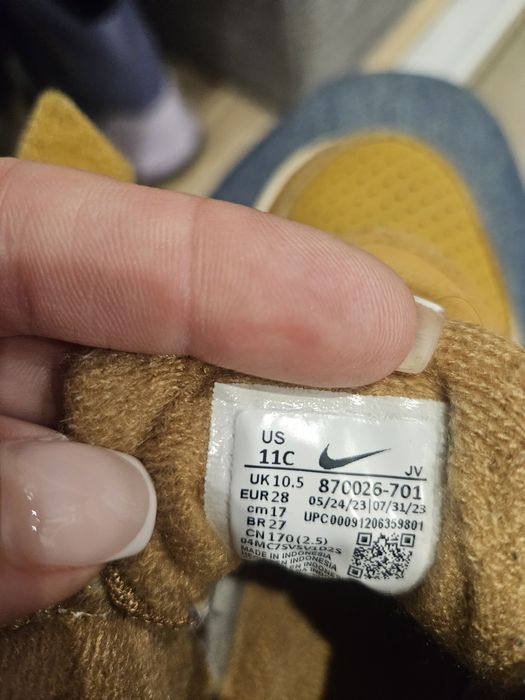 US
11C
JV
UK 10.5 870026-701
EUR 28 05/24/23 07/31/23
cm 17 UPC 00091206359801
BR 27
CN 170 (2.5)
MADE IN INDONESIA